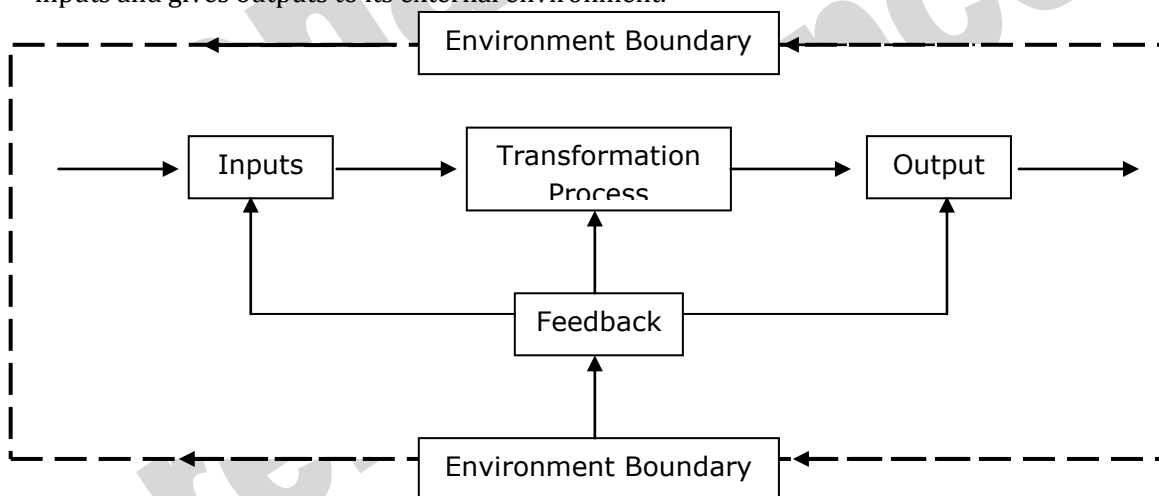 inputs and gives outputs to its external environment.
Environment Boundary
Inputs
Transformation
Process
Output
Feedback
Environment Boundary